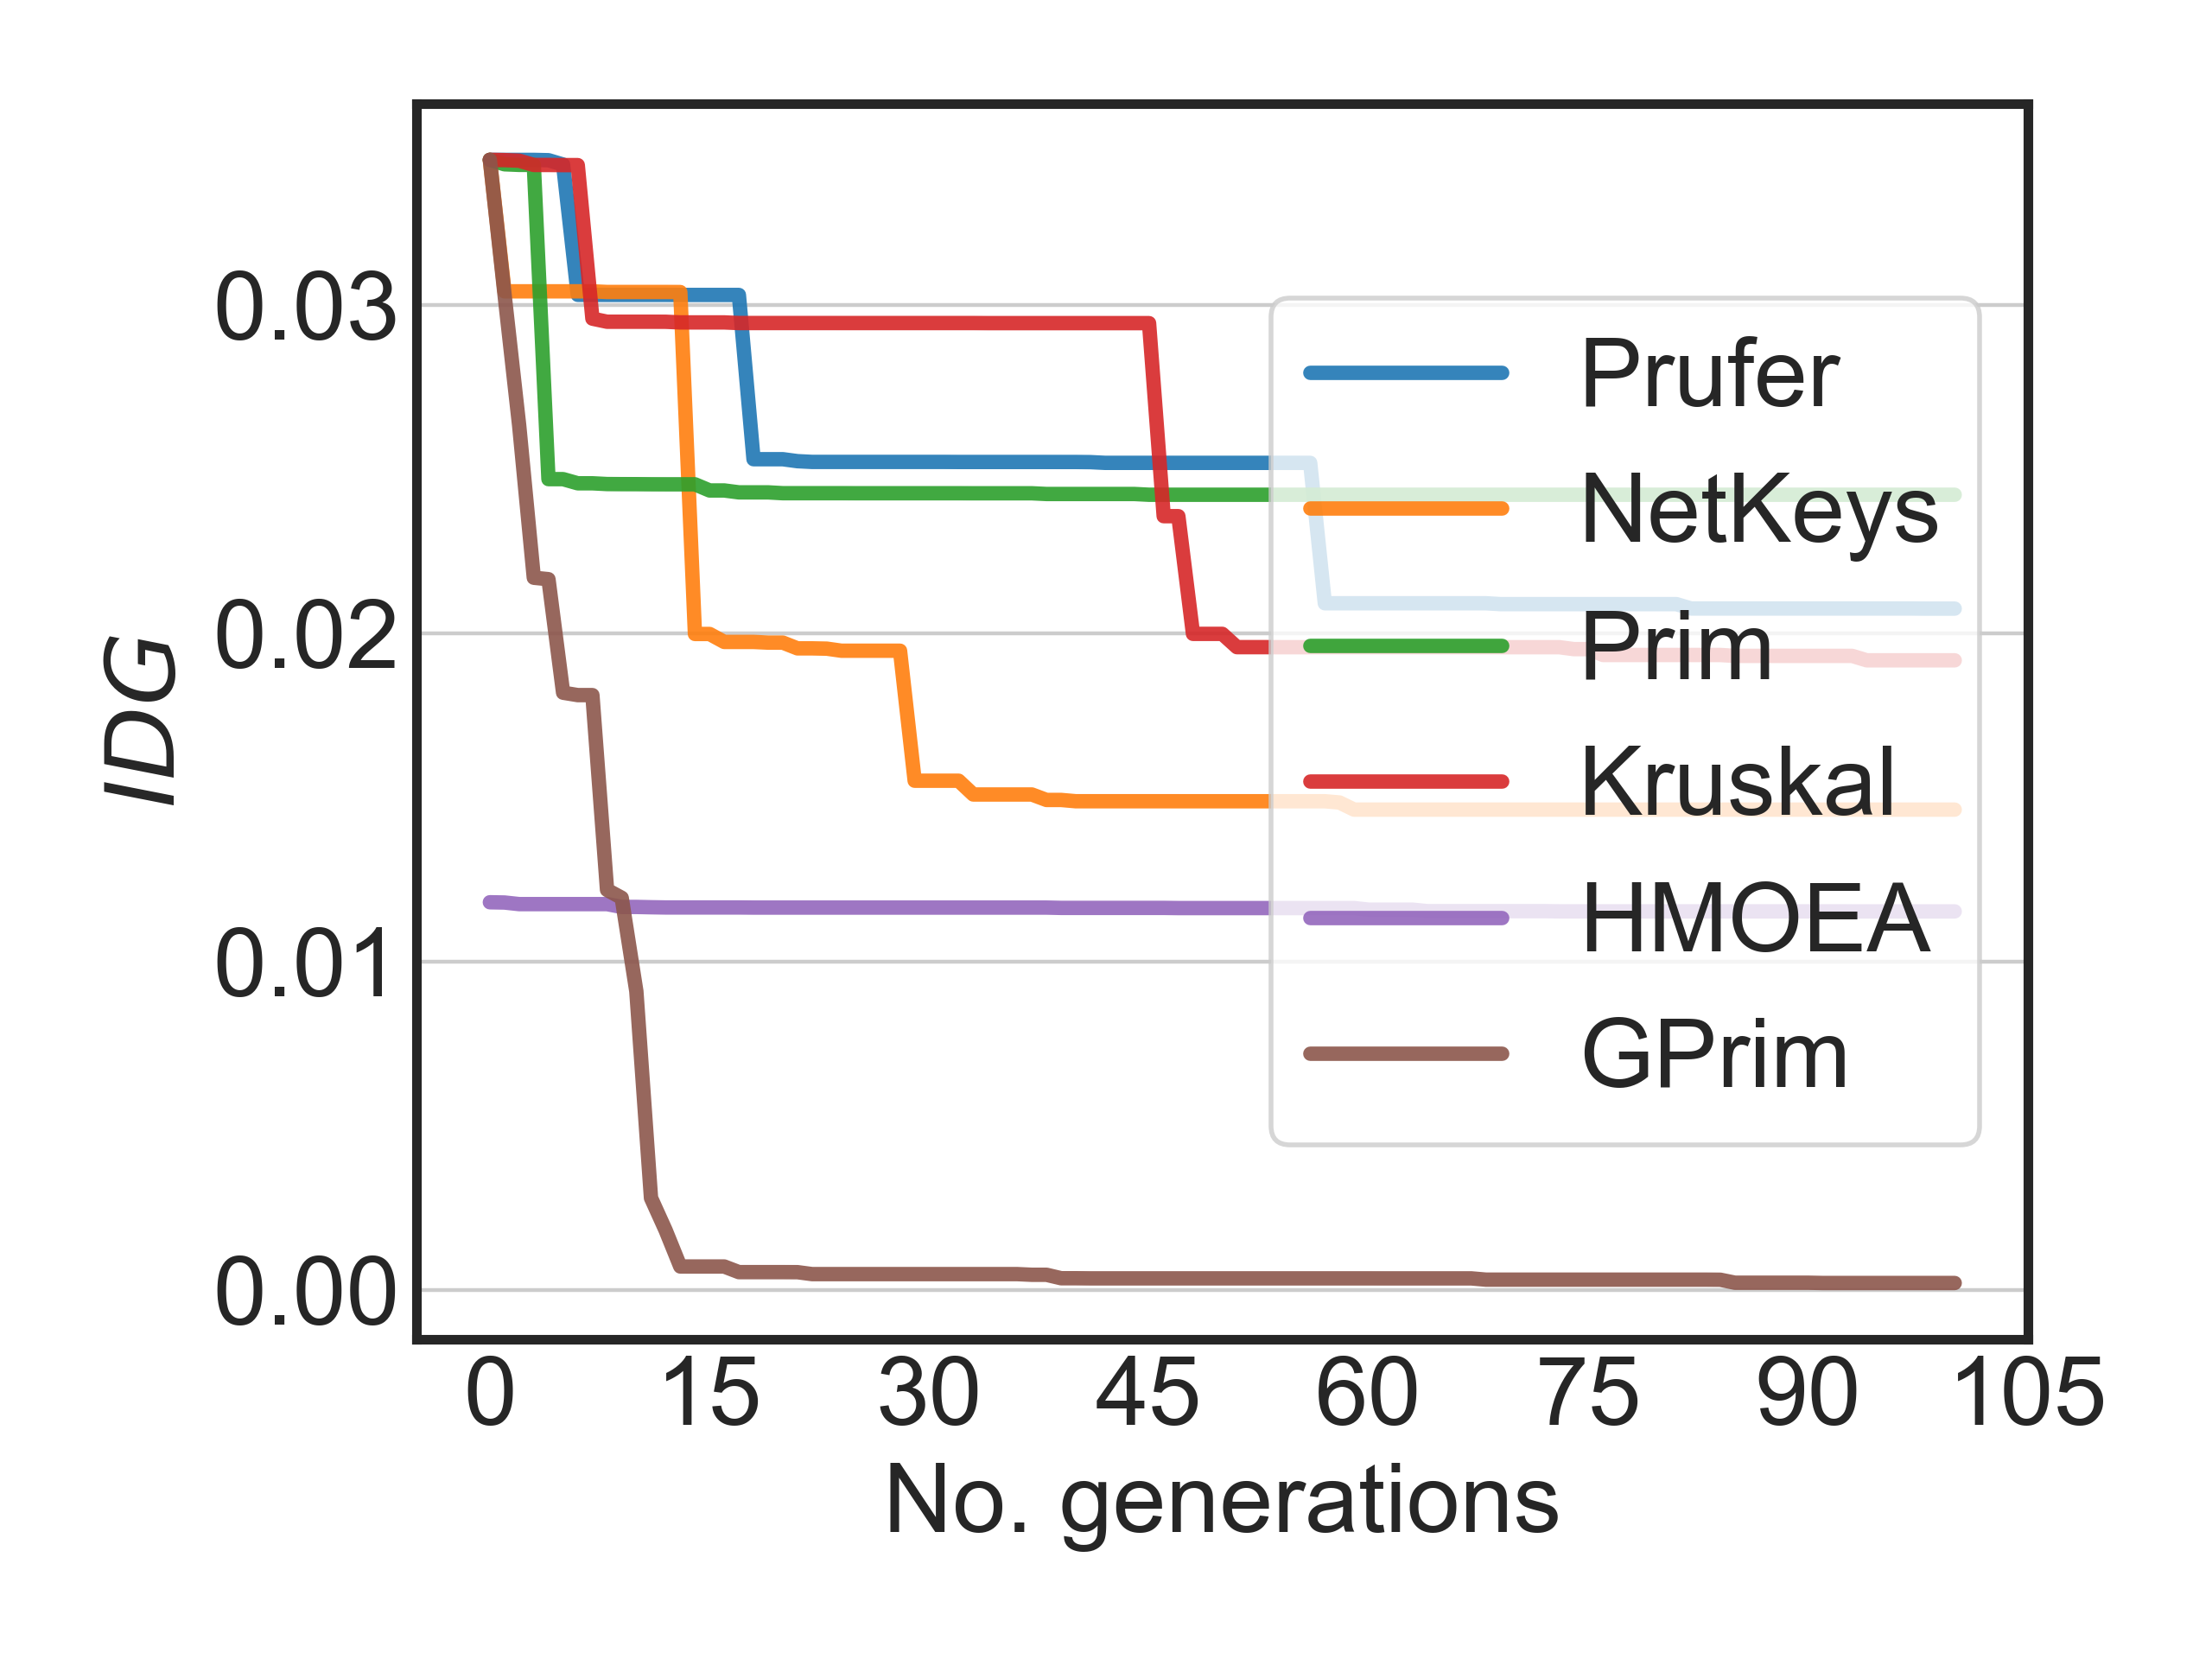 IDG
0.03
0.02
0.01
0.00
0 15 30 45 60 75 90 105
No. generations
Prufer
NetKeys
Prim
Kruskal
HMOEA
GPrim